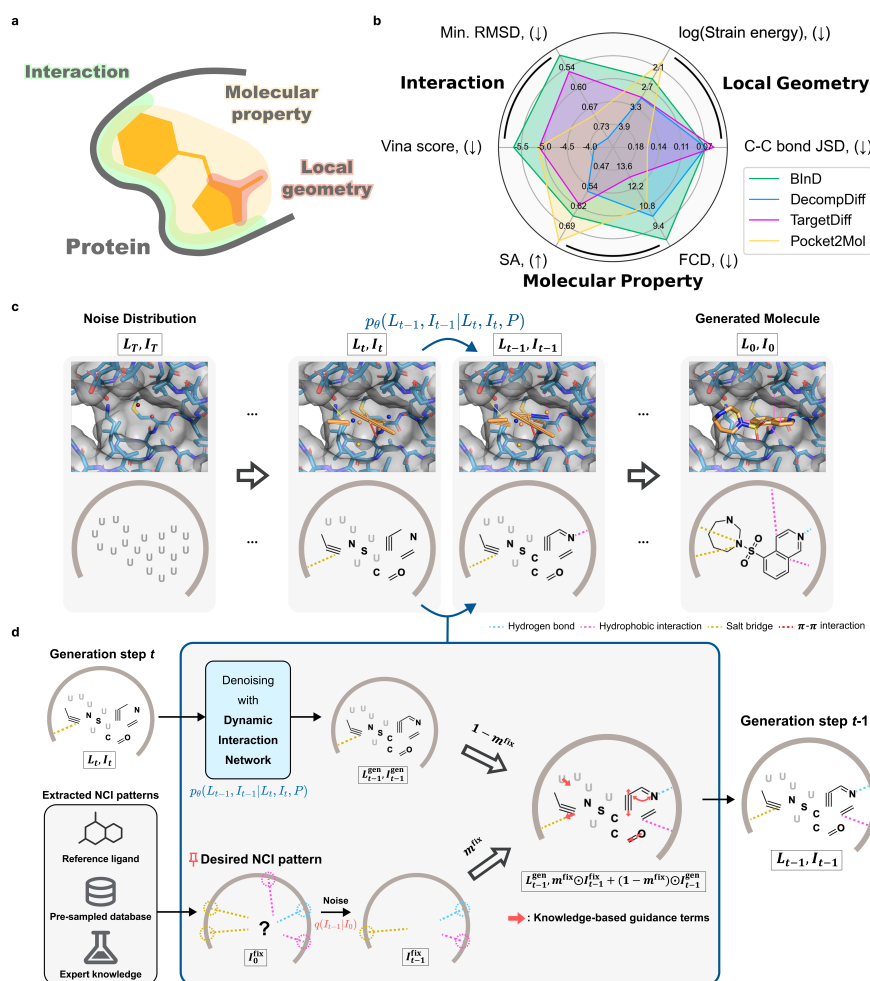 a
Interaction
Molecular
property
Local
geometry
Protein
b
Min. RMSD, (↓)
log(Strain energy), (↓)
Interaction
Local Geometry
Vina score, (↓)
C-C bond JSD, (↓)
SA, (↑)
FCD, (↓)
Molecular Property
0.54
0.60
0.67
0.73
2.1
2.7
3.3
3.9
-5.5
-5.0
-4.5
-4.0
0.18
0.14
0.11
0.07
0.47
0.54
0.62
0.69
13.6
12.2
10.8
9.4
BInD
DecompDiff
TargetDiff
Pocket2Mol
c
Noise Distribution
L_T, I_T
p_θ(L_{t−1}, I_{t−1}|L_t, I_t, P)
L_t, I_t
L_{t−1}, I_{t−1}
Generated Molecule
L_0, I_0
...
...
...
...
U U U U U U U U U U U U U U U U
U U U U U
N S N
C C O
U U U U U
N S N
C C O
N N S O O N
Hydrogen bond
Hydrophobic interaction
Salt bridge
π-π interaction
d
Generation step t
U U U U U
N S N
C C O
L_t, I_t
Denoising
with
Dynamic
Interaction
Network
p_θ(L_{t−1}, I_{t−1}|L_t, I_t, P)
U U U U U
N S N
C C O
L^gen_{t−1}, I^gen_{t−1}
1 − m^fix
Extracted NCI patterns
Reference ligand
Pre-sampled database
Expert knowledge
Desired NCI pattern
?
I^fix_0
Noise
q(I_{t−1}|I_0)
I^fix_{t−1}
m^fix
U U U U U
N S N
C C O
L^gen_{t−1}, m^fix⊙I^fix_{t−1} + (1 − m^fix)⊙I^gen_{t−1}
: Knowledge-based guidance terms
Generation step t-1
U U U U U
N S N
C C O
L_{t−1}, I_{t−1}